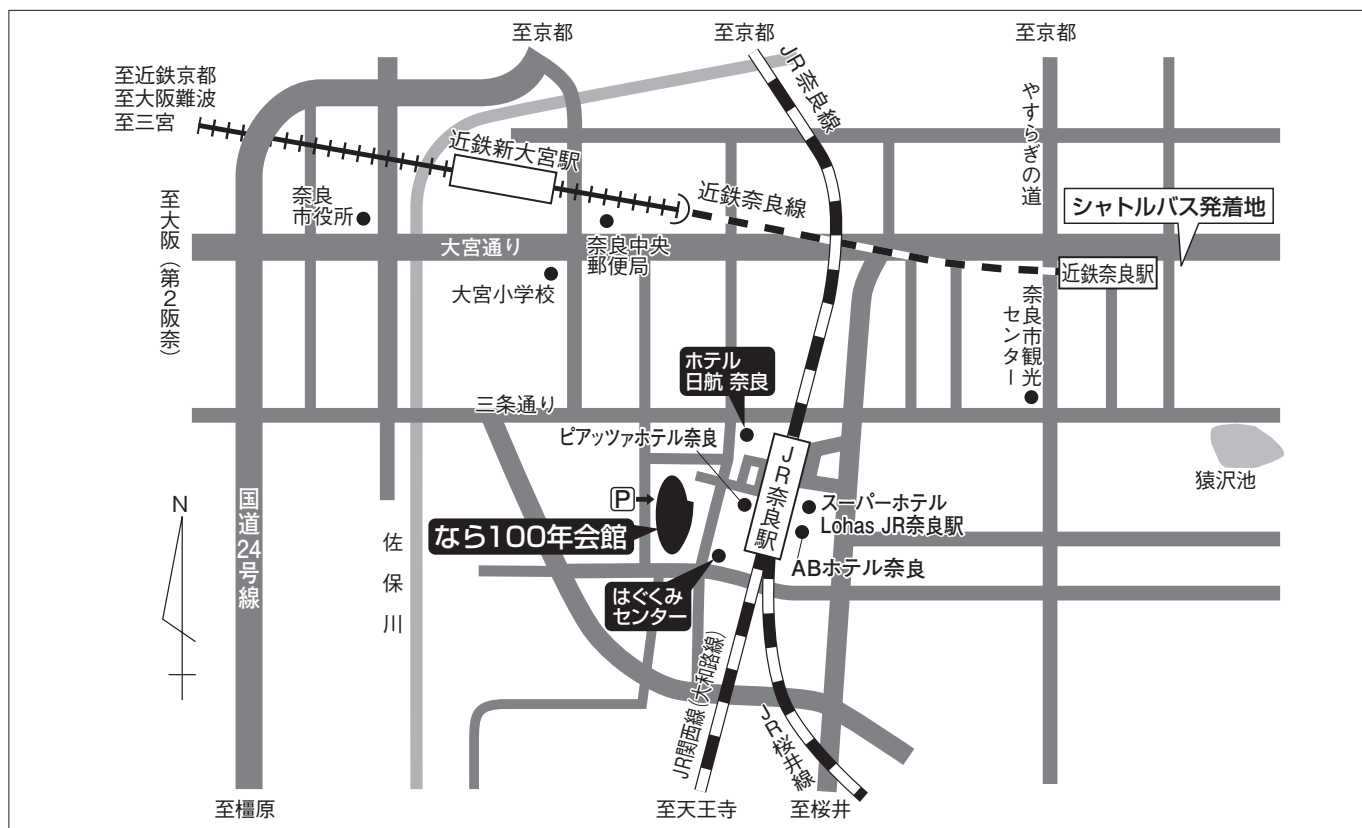 至京都
至京都
至京都
至近鉄京都
至大阪難波
至三宮
JR奈良線
やすらぎの道
近鉄新大宮駅
近鉄奈良線
シャトルバス発着地
奈良
市役所
至大阪（第2阪奈）
大宮通り
奈良中央
郵便局
近鉄奈良駅
大宮小学校
奈良市観光
センター
ホテル
日航 奈良
三条通り
ピアッツァホテル奈良
JR奈良駅
猿沢池
N
国道24号線
P
なら100年会館
スーパーホテル
Lohas JR奈良駅
佐保川
ABホテル奈良
はぐくみ
センター
JR関西線（大和路線）
JR桜井線
至橿原
至天王寺
至桜井